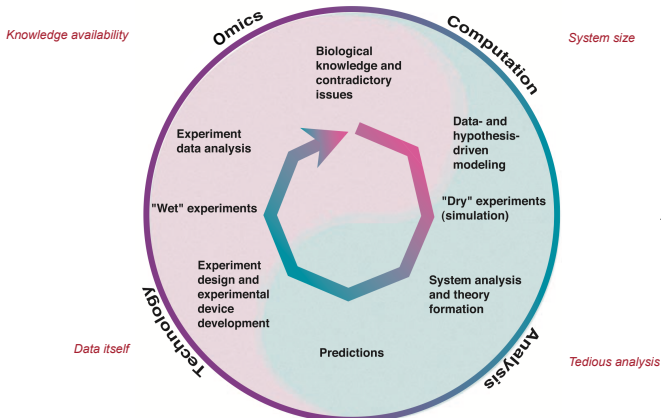 Omics
Computation
Knowledge availability
System size
Biological
knowledge and
contradictory
issues
Data- and
hypothesis-
driven
modeling
Experiment
data analysis
"Dry" experiments
(simulation)
"Wet" experiments
System analysis
and theory
formation
Experiment
design and
experimental
device
development
Predictions
Technology
Analysis
Data itself
Tedious analysis